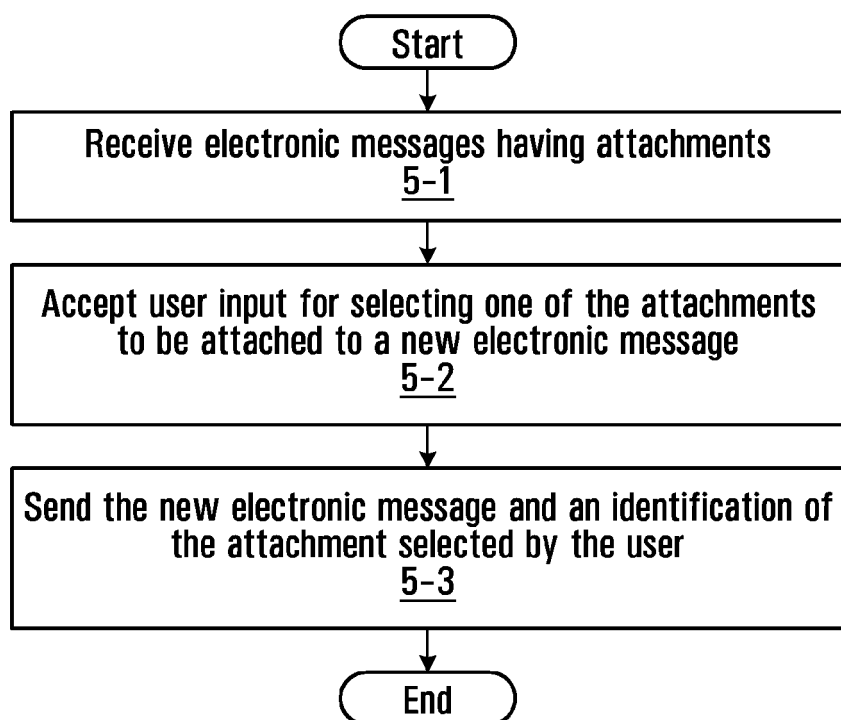 Start
Receive electronic messages having attachments
5-1
Accept user input for selecting one of the attachments
to be attached to a new electronic message
5-2
Send the new electronic message and an identification of
the attachment selected by the user
5-3
End